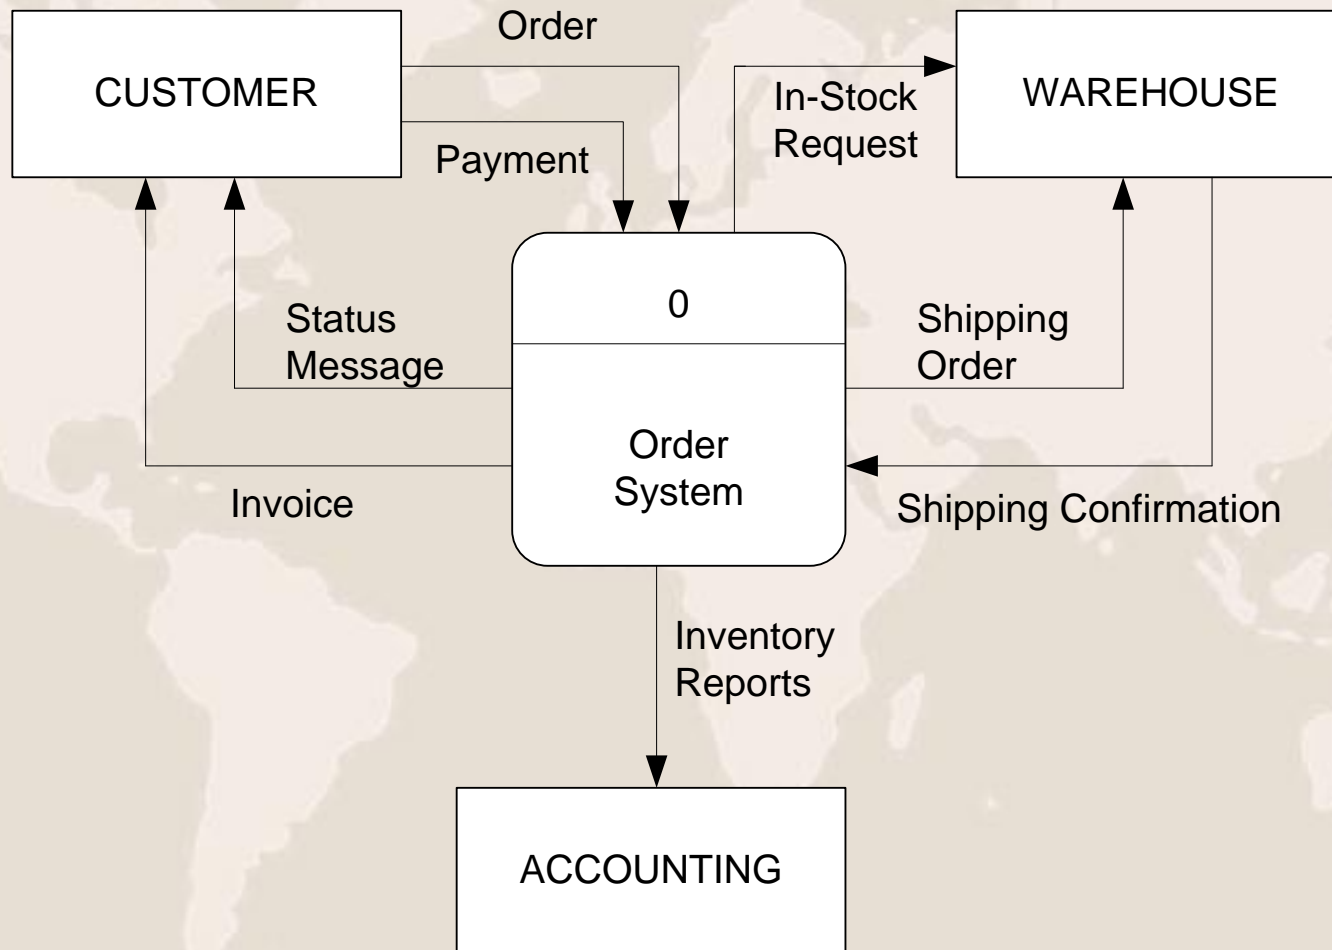 Order
CUSTOMER
WAREHOUSE
In-Stock
Request
Payment
0
Status
Message
Shipping
Order
Order
System
Invoice
Shipping Confirmation
Inventory
Reports
ACCOUNTING